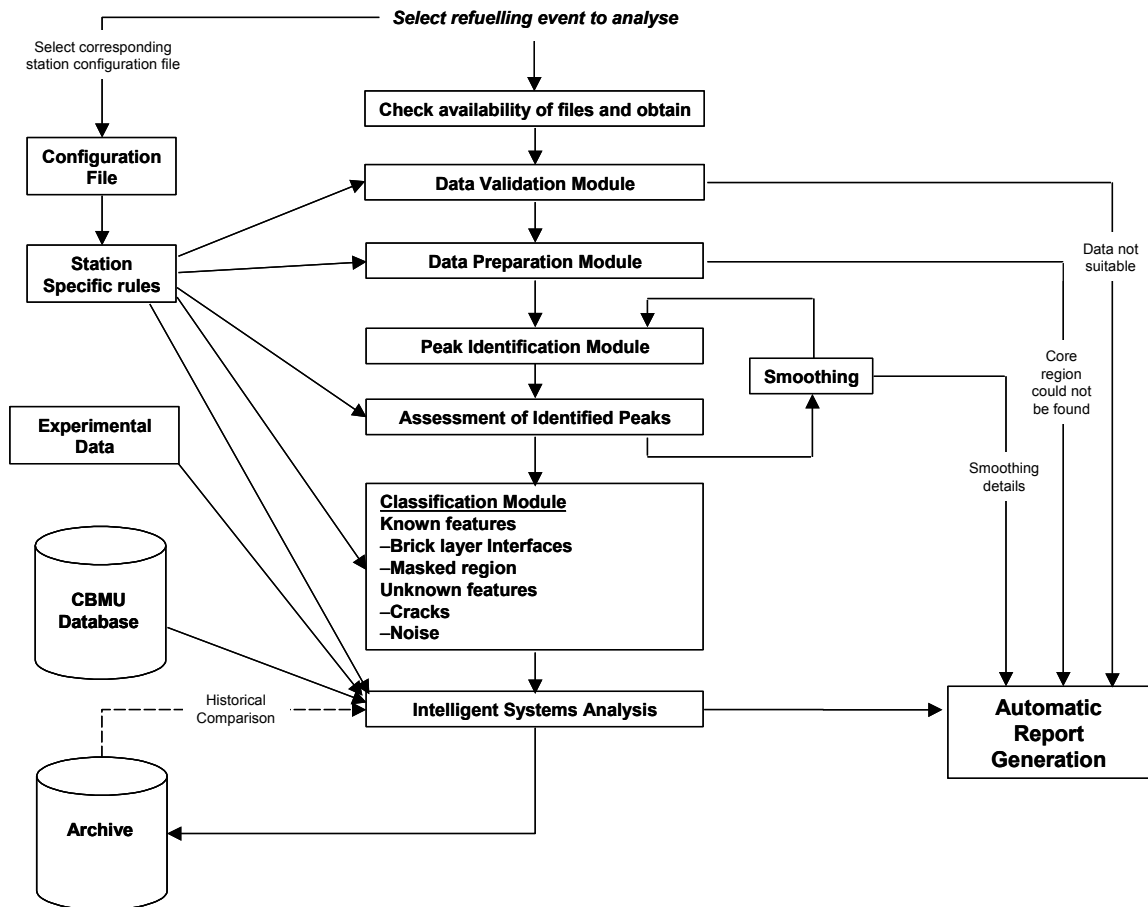 Select refuelling event to analyse
Select corresponding
station configuration file
Check availability of files and obtain
Configuration
File
Data Validation Module
Station
Specific rules
Data Preparation Module
Data not
suitable
Peak Identification Module
Smoothing
Core
region
could not
be found
Assessment of Identified Peaks
Experimental
Data
Smoothing
details
Classification Module
Known features
–Brick layer Interfaces
–Masked region
Unknown features
–Cracks
–Noise
CBMU
Database
Historical
Comparison
Intelligent Systems Analysis
Automatic
Report
Generation
Archive